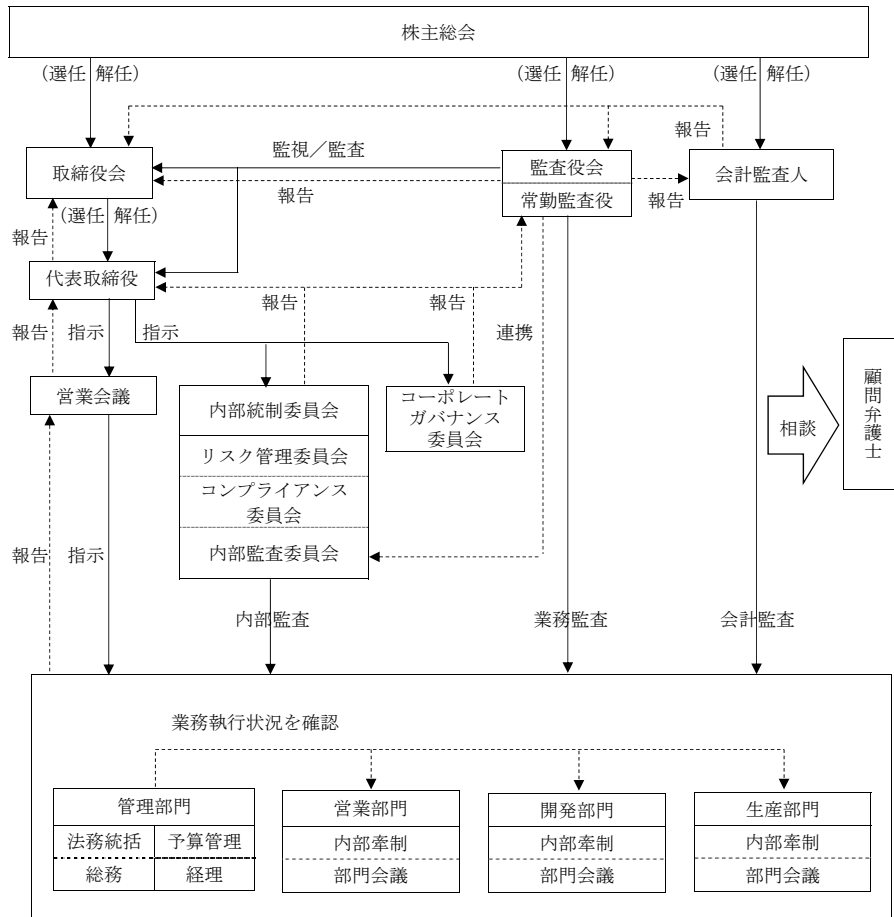 株主総会
(選任 解任)
(選任 解任)
(選任 解任)
報告
監視／監査
取締役会
監査役会
会計監査人
報告
常勤監査役
報告
(選任 解任)
報告
代表取締役
報告
報告
報告
指示
指示
連携
営業会議
内部統制委員会
コーポレート
ガバナンス
委員会
顧問弁護士
相談
リスク管理委員会
コンプライアンス
委員会
内部監査委員会
報告
指示
内部監査
業務監査
会計監査
業務執行状況を確認
管理部門
営業部門
開発部門
生産部門
法務統括
予算管理
内部牽制
内部牽制
内部牽制
総務
経理
部門会議
部門会議
部門会議